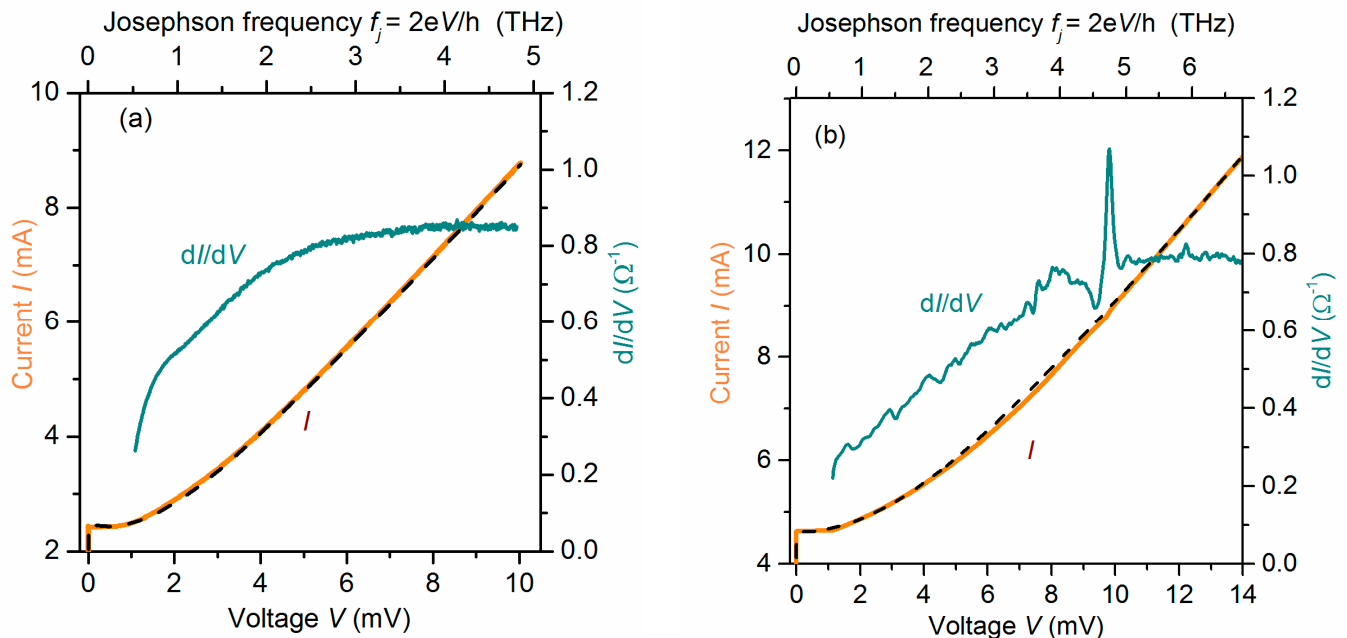 Josephson frequency fⱼ = 2eV/h (THz)
0 1 2 3 4 5
(a)
Current I (mA)
10
8
6
4
2
dI/dV
I
1.2
1.0
0.8
0.6
0.4
0.2
0.0
dI/dV (Ω⁻¹)
0 2 4 6 8 10
Voltage V (mV)
Josephson frequency fⱼ = 2eV/h (THz)
0 1 2 3 4 5 6
(b)
Current I (mA)
12
10
8
6
4
dI/dV
I
1.2
1.0
0.8
0.6
0.4
0.2
0.0
dI/dV (Ω⁻¹)
0 2 4 6 8 10 12 14
Voltage V (mV)